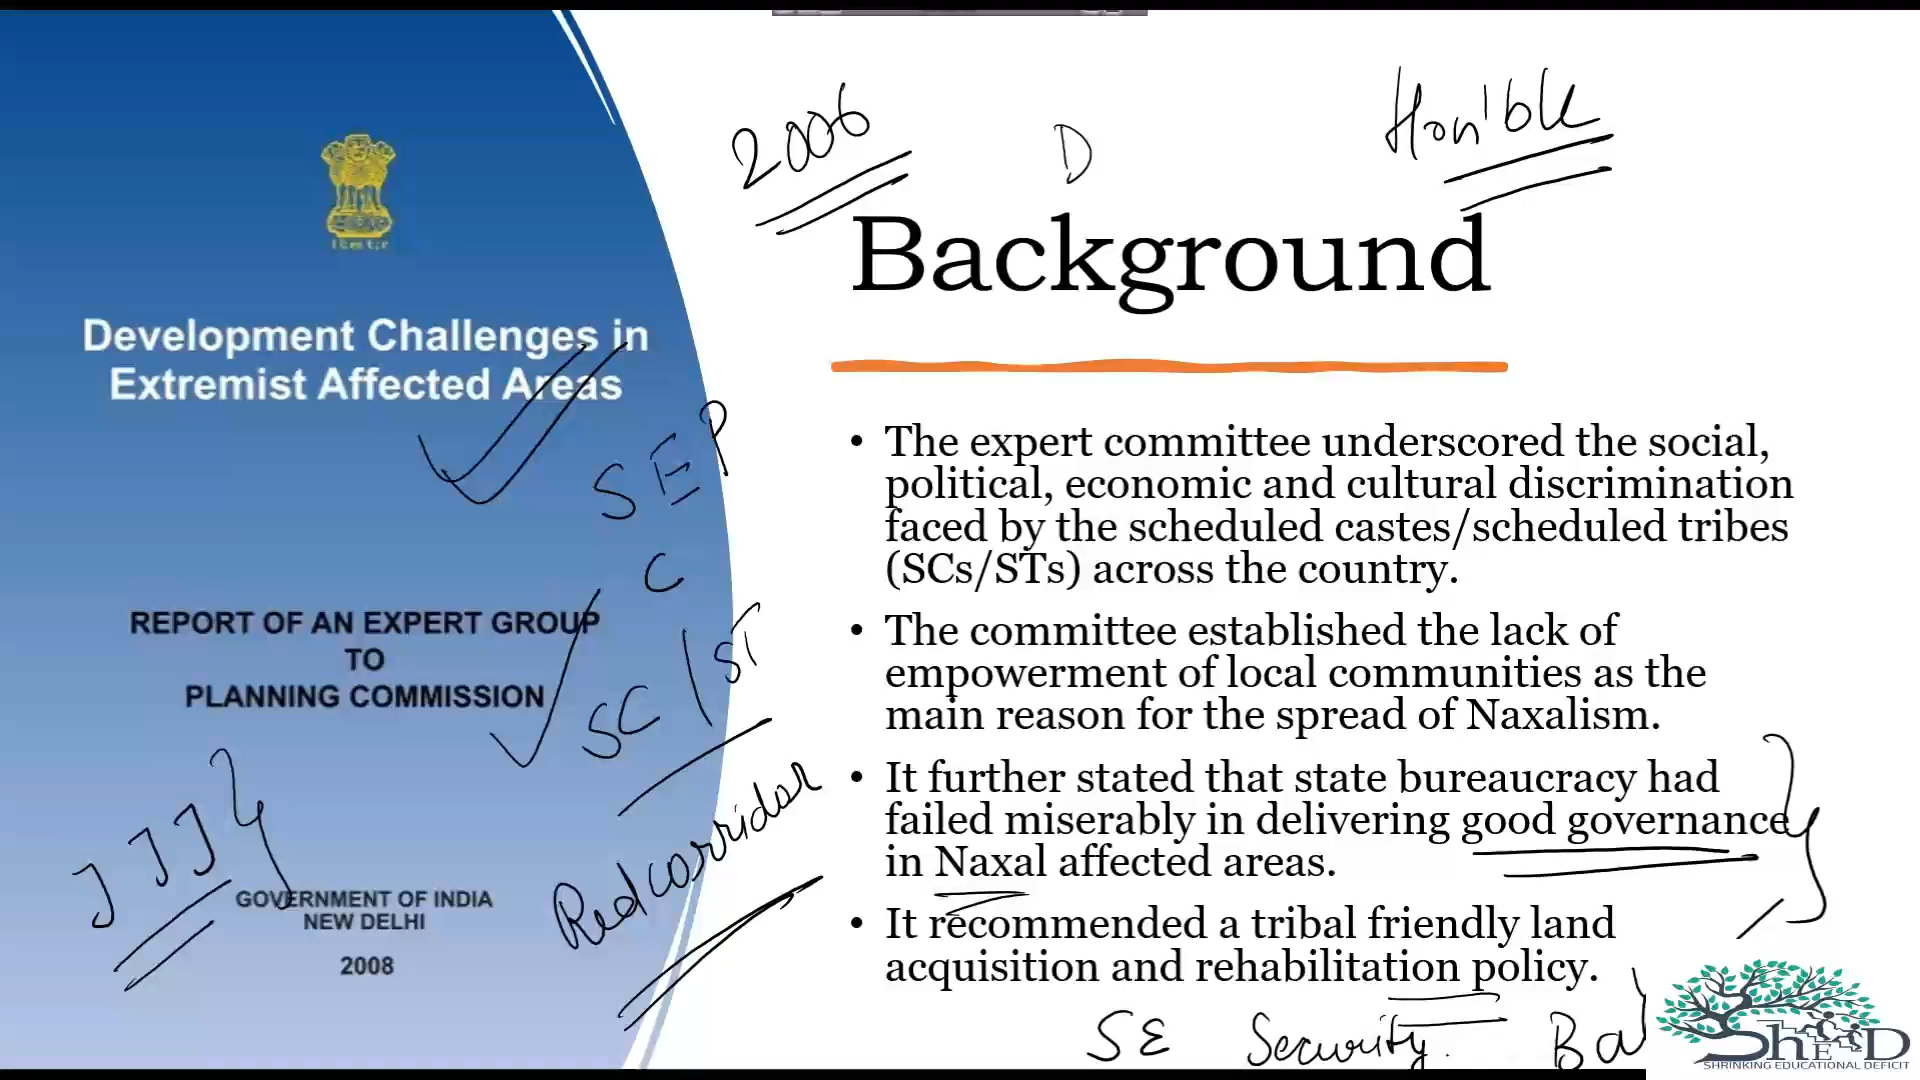 2006
D
Hon'ble
Background
Development Challenges in
Extremist Affected Areas
S E P
C
SC/ST
REPORT OF AN EXPERT GROUP
TO
PLANNING COMMISSION
Red corridor
GOVERNMENT OF INDIA
NEW DELHI
2008
• The expert committee underscored the social,
political, economic and cultural discrimination
faced by the scheduled castes/scheduled tribes
(SCs/STs) across the country.
• The committee established the lack of
empowerment of local communities as the
main reason for the spread of Naxalism.
• It further stated that state bureaucracy had
failed miserably in delivering good governance
in Naxal affected areas.
• It recommended a tribal friendly land
acquisition and rehabilitation policy.
SE Security.
ShED
SHRINKING EDUCATIONAL DEFICIT